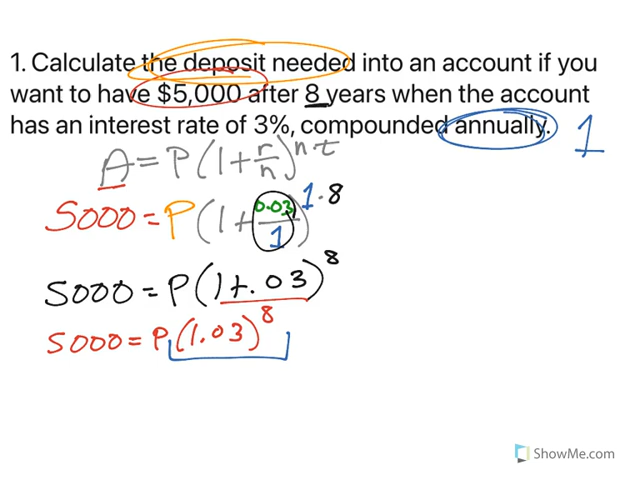 1. Calculate the deposit needed into an account if you
want to have $5,000 after 8 years when the account
has an interest rate of 3%, compounded annually. 1
A = P(1 + r/n)^nt
5000 = P(1 + 0.03/1)^1·8
5000 = P(1+.03)^8
5000 = P(1.03)^8
ShowMe.com